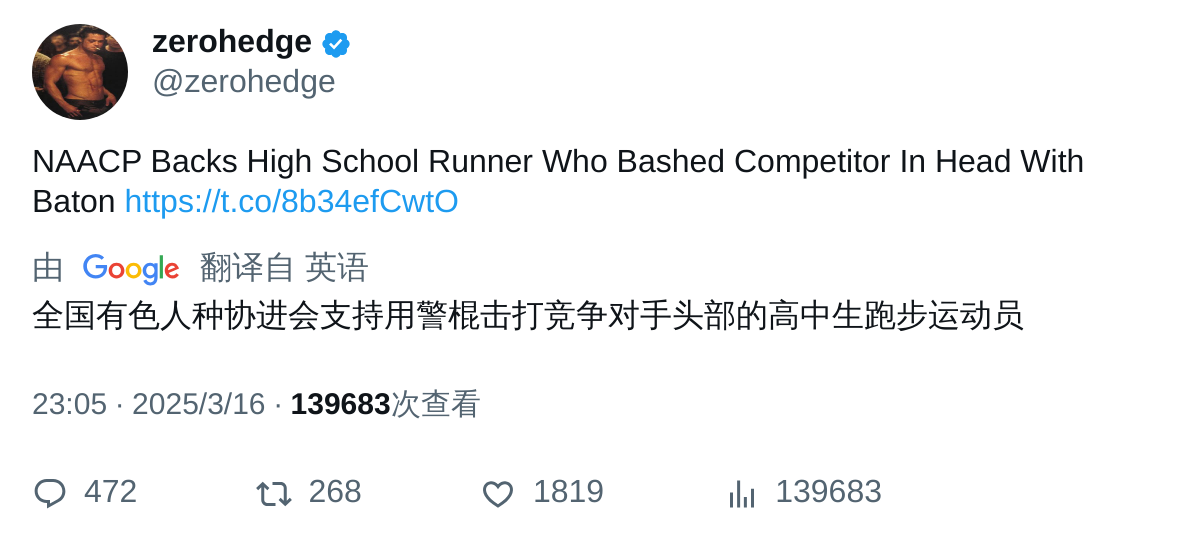 zerohedge
@zerohedge
NAACP Backs High School Runner Who Bashed Competitor In Head With
Baton https://t.co/8b34efCwtO
由 Google 翻译自 英语
全国有色人种协进会支持用警棍击打竞争对手头部的高中生跑步运动员
23:05 · 2025/3/16 · 139683次查看
472 268 1819 139683